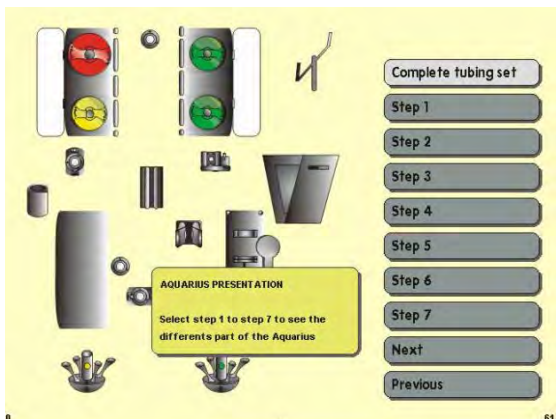 Complete tubing set
Step 1
Step 2
Step 3
Step 4
Step 5
Step 6
Step 7
Next
Previous
AQUARIUS PRESENTATION
Select step 1 to step 7 to see the
differents part of the Aquarius